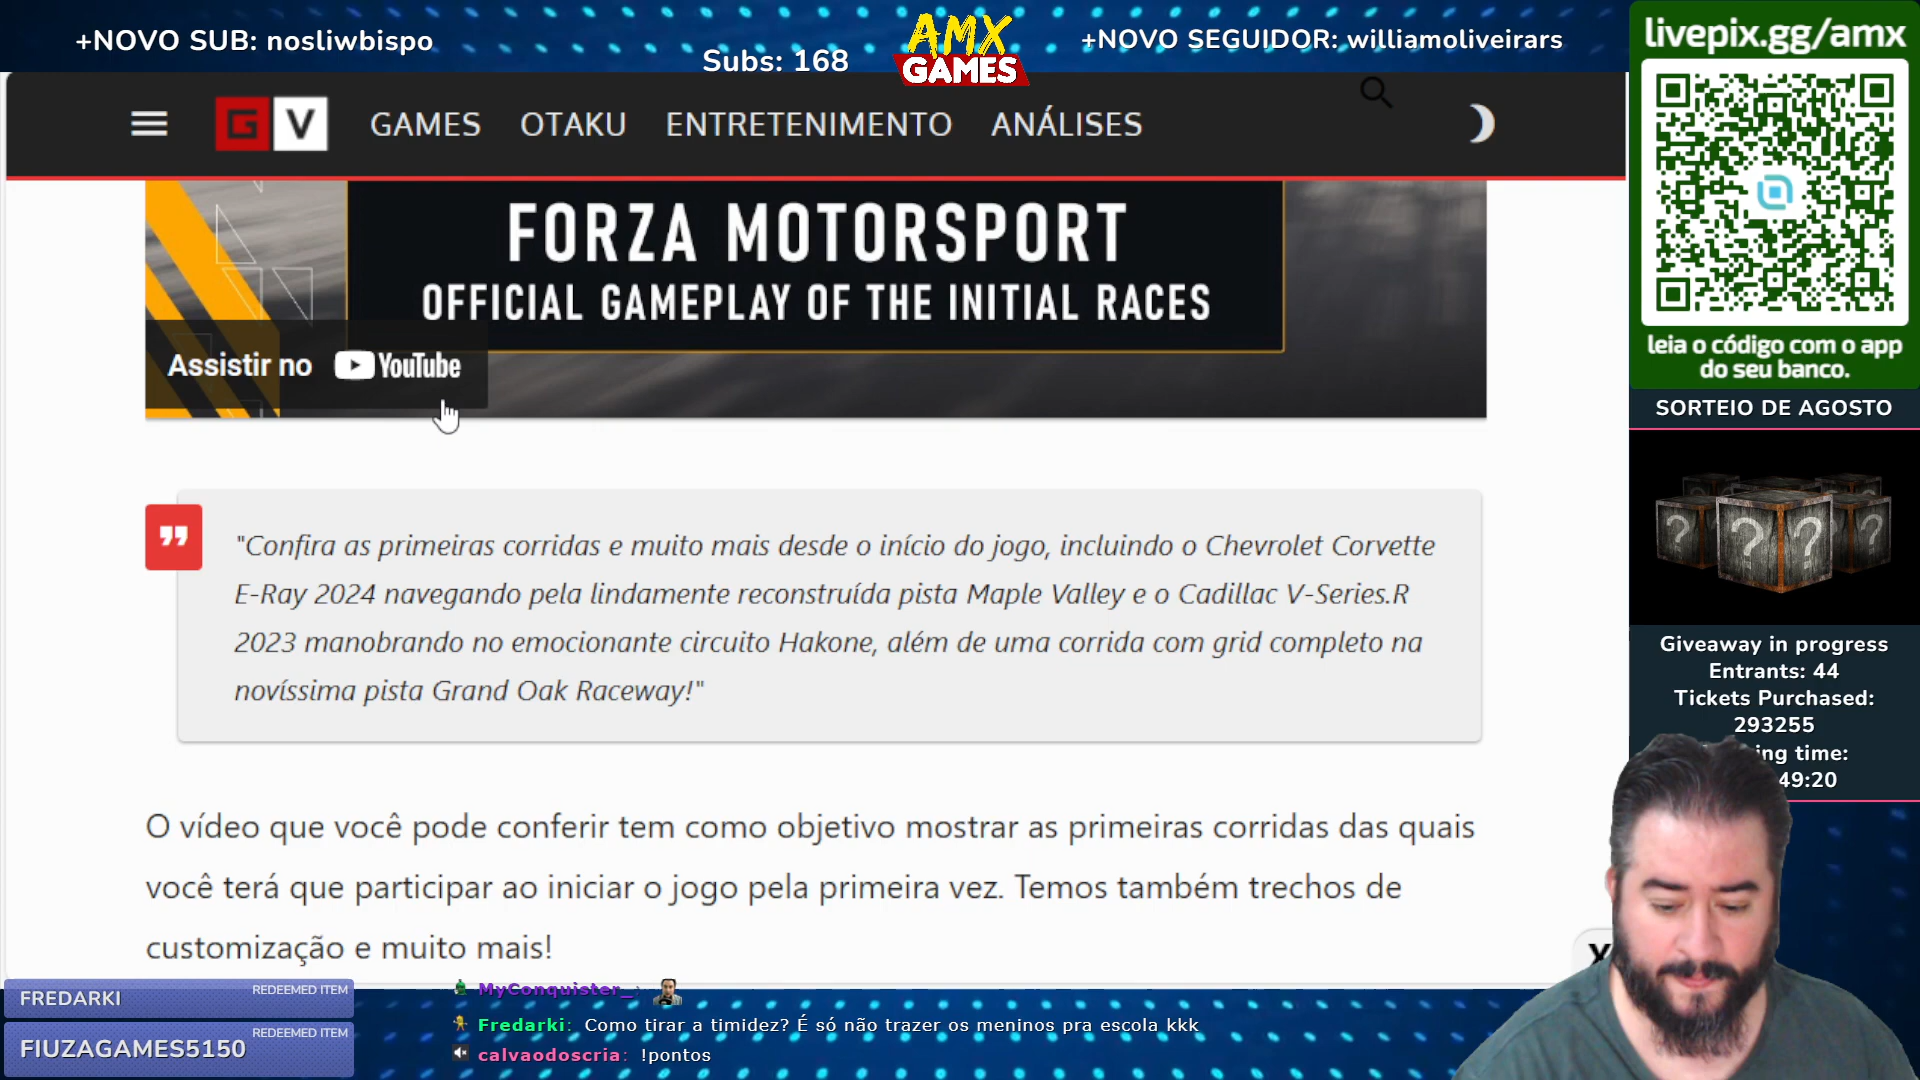 +NOVO SUB: nosliwbispo
Subs: 168
AMX
GAMES
+NOVO SEGUIDOR: williamoliveirars
livepix.gg/amx
GV
GAMES
OTAKU
ENTRETENIMENTO
ANÁLISES
FORZA MOTORSPORT
OFFICIAL GAMEPLAY OF THE INITIAL RACES
Assistir no YouTube
leia o código com o app
do seu banco.
SORTEIO DE AGOSTO
"Confira as primeiras corridas e muito mais desde o início do jogo, incluindo o Chevrolet Corvette
E-Ray 2024 navegando pela lindamente reconstruída pista Maple Valley e o Cadillac V-Series.R
2023 manobrando no emocionante circuito Hakone, além de uma corrida com grid completo na
novíssima pista Grand Oak Raceway!"
Giveaway in progress
Entrants: 44
Tickets Purchased:
293255
time:
49:20
O vídeo que você pode conferir tem como objetivo mostrar as primeiras corridas das quais
você terá que participar ao iniciar o jogo pela primeira vez. Temos também trechos de
customização e muito mais!
X
FREDARKI
REDEEMED ITEM
FIUZAGAMES5150
REDEEMED ITEM
MyConquister_:
Fredarki: Como tirar a timidez? É só não trazer os meninos pra escola kkk
calvaodoscria: !pontos